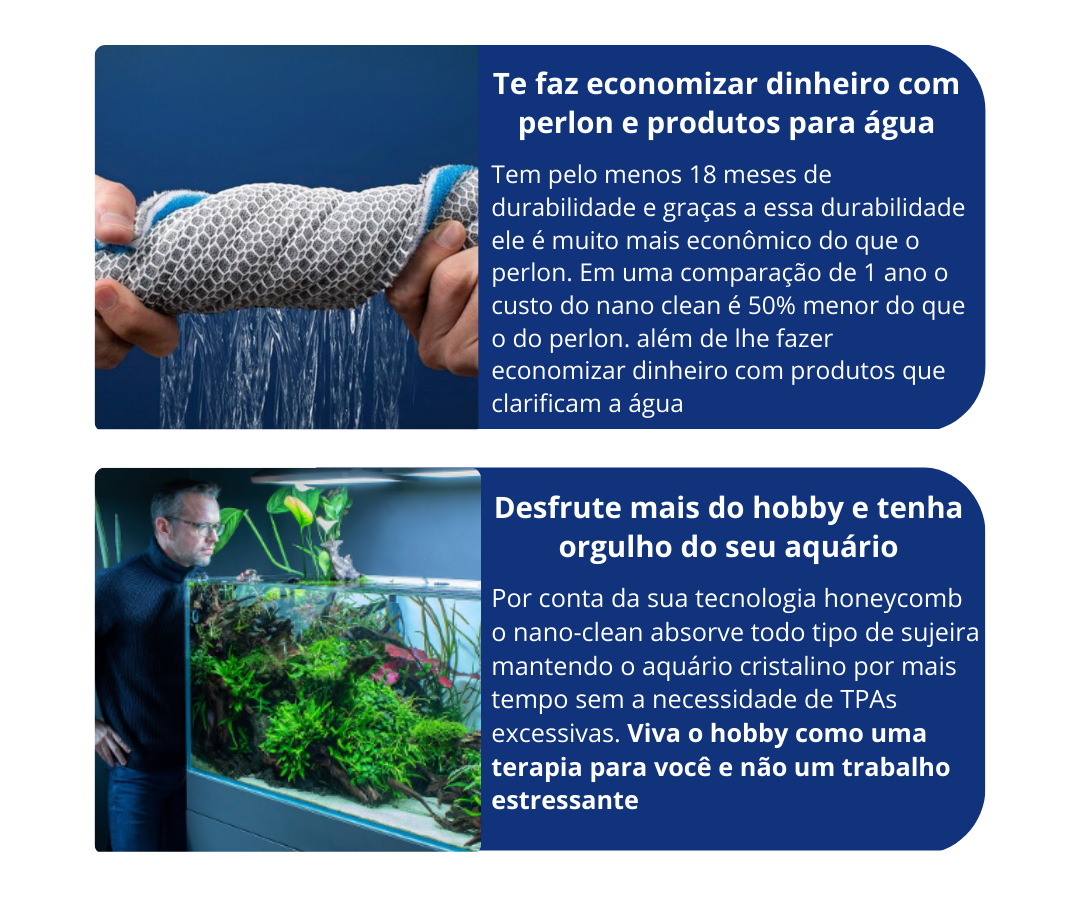 Te faz economizar dinheiro com
perlon e produtos para água
Tem pelo menos 18 meses de
durabilidade e graças a essa durabilidade
ele é muito mais econômico do que o
perlon. Em uma comparação de 1 ano o
custo do nano clean é 50% menor do que
o do perlon. além de lhe fazer
economizar dinheiro com produtos que
clarificam a água
Desfrute mais do hobby e tenha
orgulho do seu aquário
Por conta da sua tecnologia honeycomb
o nano-clean absorve todo tipo de sujeira
mantendo o aquário cristalino por mais
tempo sem a necessidade de TPAs
excessivas. Viva o hobby como uma
terapia para você e não um trabalho
estressante